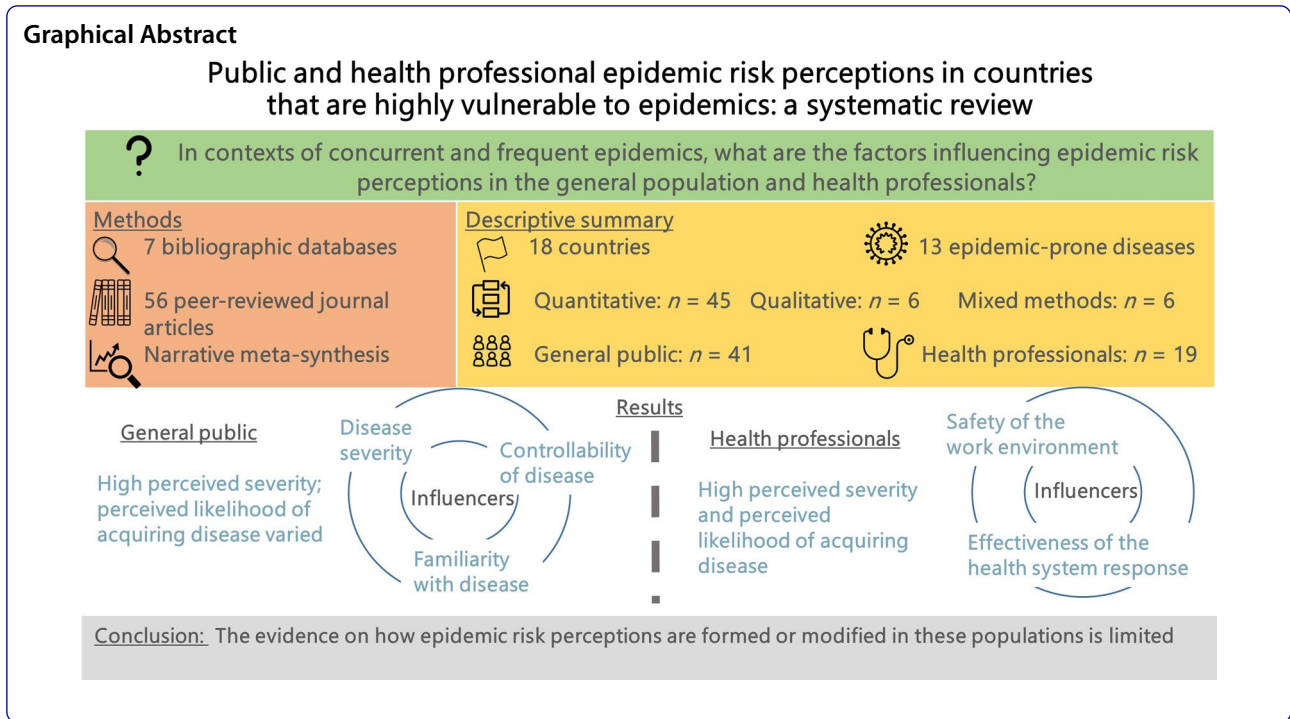 Graphical Abstract
Public and health professional epidemic risk perceptions in countries
that are highly vulnerable to epidemics: a systematic review
? In contexts of concurrent and frequent epidemics, what are the factors influencing epidemic risk
perceptions in the general population and health professionals?
Methods
7 bibliographic databases
56 peer-reviewed journal
articles
Narrative meta-synthesis
Descriptive summary
18 countries
13 epidemic-prone diseases
Quantitative: n = 45
Qualitative: n = 6
Mixed methods: n = 6
General public: n = 41
Health professionals: n = 19
Results
General public
High perceived severity;
perceived likelihood of
acquiring disease varied
Disease
severity
Controllability
of disease
Influencers
Familiarity
with disease
Health professionals
High perceived severity
and perceived
likelihood of acquiring
disease
Safety of the
work environment
Influencers
Effectiveness of the
health system response
Conclusion: The evidence on how epidemic risk perceptions are formed or modified in these populations is limited